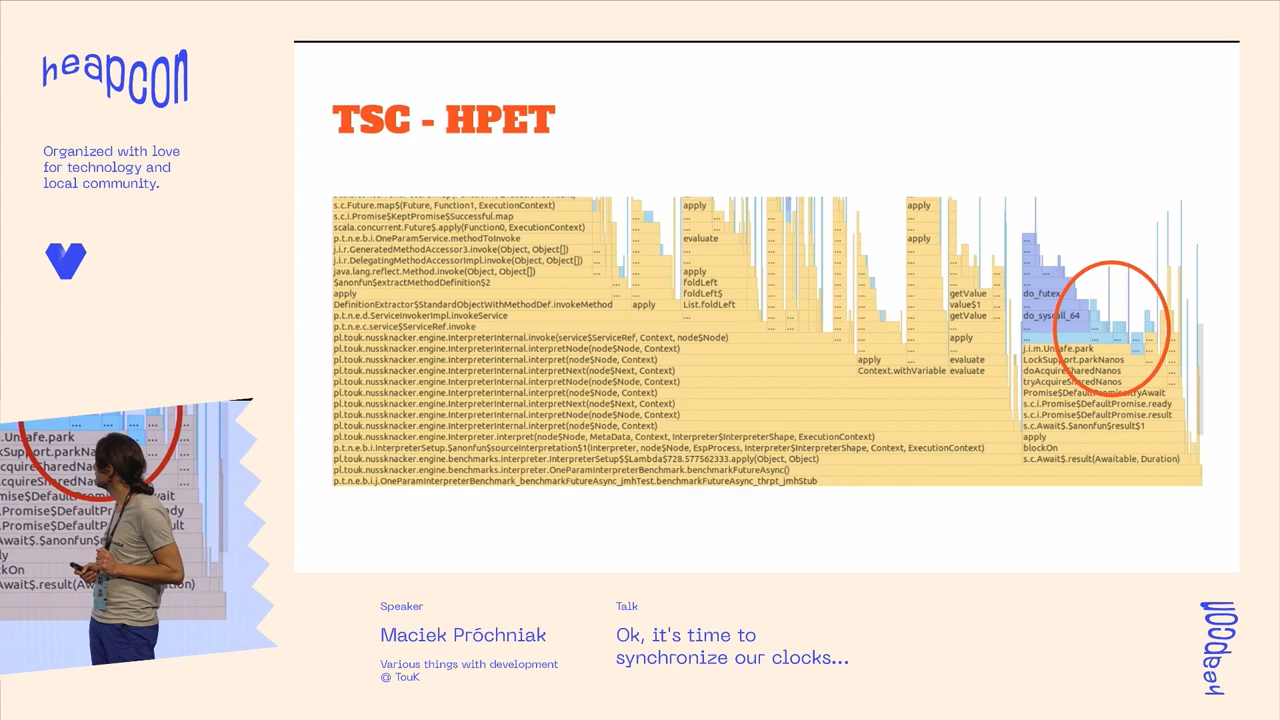 heapcon
Organized with love
for technology and
local community.
TSC - HPET
s.c.Future.map$(Future, Function1, ExecutionContext)
s.c.i.Promise$KeptPromise$Successful.map
scala.concurrent.Future$.apply(Function0, ExecutionContext)
p.t.n.e.b.i.OneParamService.methodToInvoke
j.i.r.GeneratedMethodAccessor3.invoke(Object, Object[])
j.i.r.DelegatingMethodAccessorImpl.invoke(Object, Object[])
java.lang.reflect.Method.invoke(Object, Object[])
$anonfun$extractMethodDefinition$2
apply
DefinitionExtractor$StandardObjectWithMethodDef.invokeMethod
p.t.n.e.d.ServiceInvokerImpl.invokeService
p.t.n.e.c.service$ServiceRef.invoke
pl.touk.nussknacker.engine.InterpreterInternal.invoke(service$ServiceRef, Context, node$Node)
pl.touk.nussknacker.engine.InterpreterInternal.interpretNode(node$Node, Context)
pl.touk.nussknacker.engine.InterpreterInternal.interpretNext(node$Next, Context)
pl.touk.nussknacker.engine.InterpreterInternal.interpretNext(node$Next, Context)
pl.touk.nussknacker.engine.InterpreterInternal.interpretNode(node$Node, Context)
pl.touk.nussknacker.engine.InterpreterInternal.interpretNode(node$Node, Context)
pl.touk.nussknacker.engine.InterpreterInternal.interpretNext(node$Next, Context)
pl.touk.nussknacker.engine.InterpreterInternal.interpretNode(node$Node, Context)
pl.touk.nussknacker.engine.InterpreterInternal.interpretNode(node$Node, Context)
pl.touk.nussknacker.engine.Interpreter.interpret(node$Node, MetaData, Context, Interpreter$InterpreterShape, ExecutionContext)
p.t.n.e.b.i.InterpreterSetup.$anonfun$sourceInterpretation$1(Interpreter, node$Node, EspProcess, Interpreter$InterpreterShape, Context, ExecutionContext)
pl.touk.nussknacker.engine.benchmarks.interpreter.InterpreterSetup$$Lambda$728.577562333.apply(Object, Object)
pl.touk.nussknacker.engine.benchmarks.interpreter.OneParamInterpreterBenchmark.benchmarkFutureAsync()
p.t.n.e.b.i.j.OneParamInterpreterBenchmark_benchmarkFutureAsync_jmhTest.benchmarkFutureAsync_thrpt_jmhStub
apply
apply
evaluate
apply
foldLeft
foldLeft$
List.foldLeft
apply
Context.withVariable
apply
apply
getValue
value$1
getValue
apply
evaluate
evaluate
do_futex
do_syscall_64
j.i.m.Unsafe.park
LockSupport.parkNanos
doAcquireSharedNanos
tryAcquireSharedNanos
Promise$DefaultPromise.tryAwait
s.c.i.Promise$DefaultPromise.ready
s.c.i.Promise$DefaultPromise.result
s.c.Await$.$anonfun$result$1
apply
blockOn
s.c.Await$.result(Awaitable, Duration)
Speaker
Maciek Próchniak
Various things with development
@ TouK
Talk
Ok, it's time to
synchronize our clocks...
heapcon